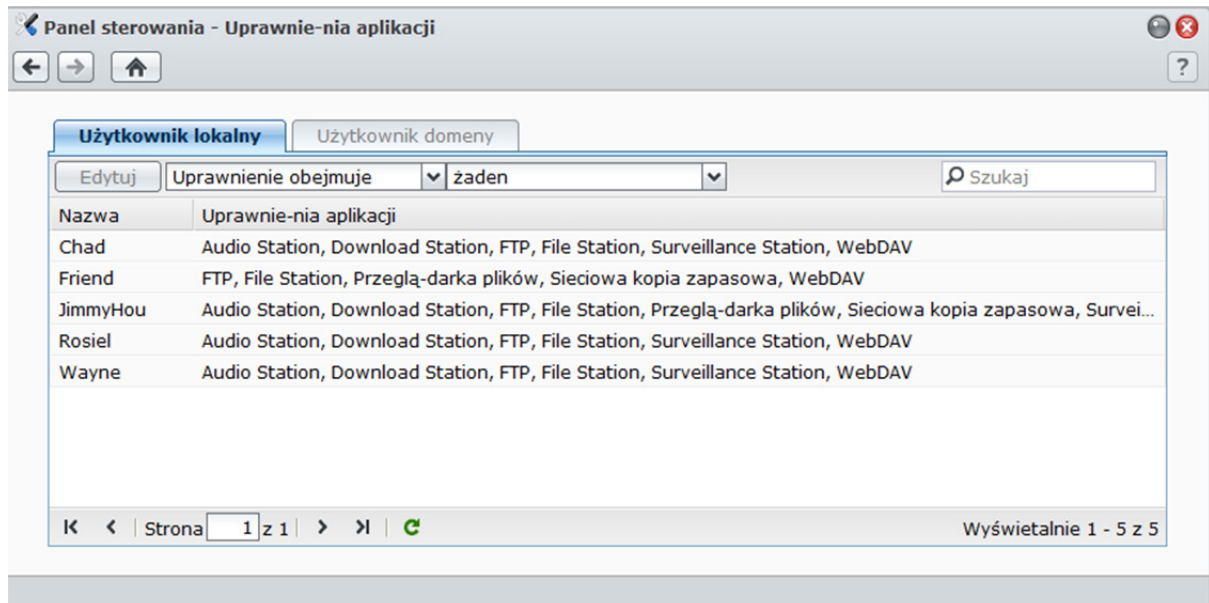 Panel sterowania - Uprawnie-nia aplikacji
?
Użytkownik lokalny Użytkownik domeny
Edytuj Uprawnienie obejmuje żaden Szukaj
Nazwa Uprawnie-nia aplikacji
Chad Audio Station, Download Station, FTP, File Station, Surveillance Station, WebDAV
Friend FTP, File Station, Przeglą-darka plików, Sieciowa kopia zapasowa, WebDAV
JimmyHou Audio Station, Download Station, FTP, File Station, Przeglą-darka plików, Sieciowa kopia zapasowa, Survei...
Rosiel Audio Station, Download Station, FTP, File Station, Surveillance Station, WebDAV
Wayne Audio Station, Download Station, FTP, File Station, Surveillance Station, WebDAV
Strona 1 z 1 Wyświetalnie 1 - 5 z 5